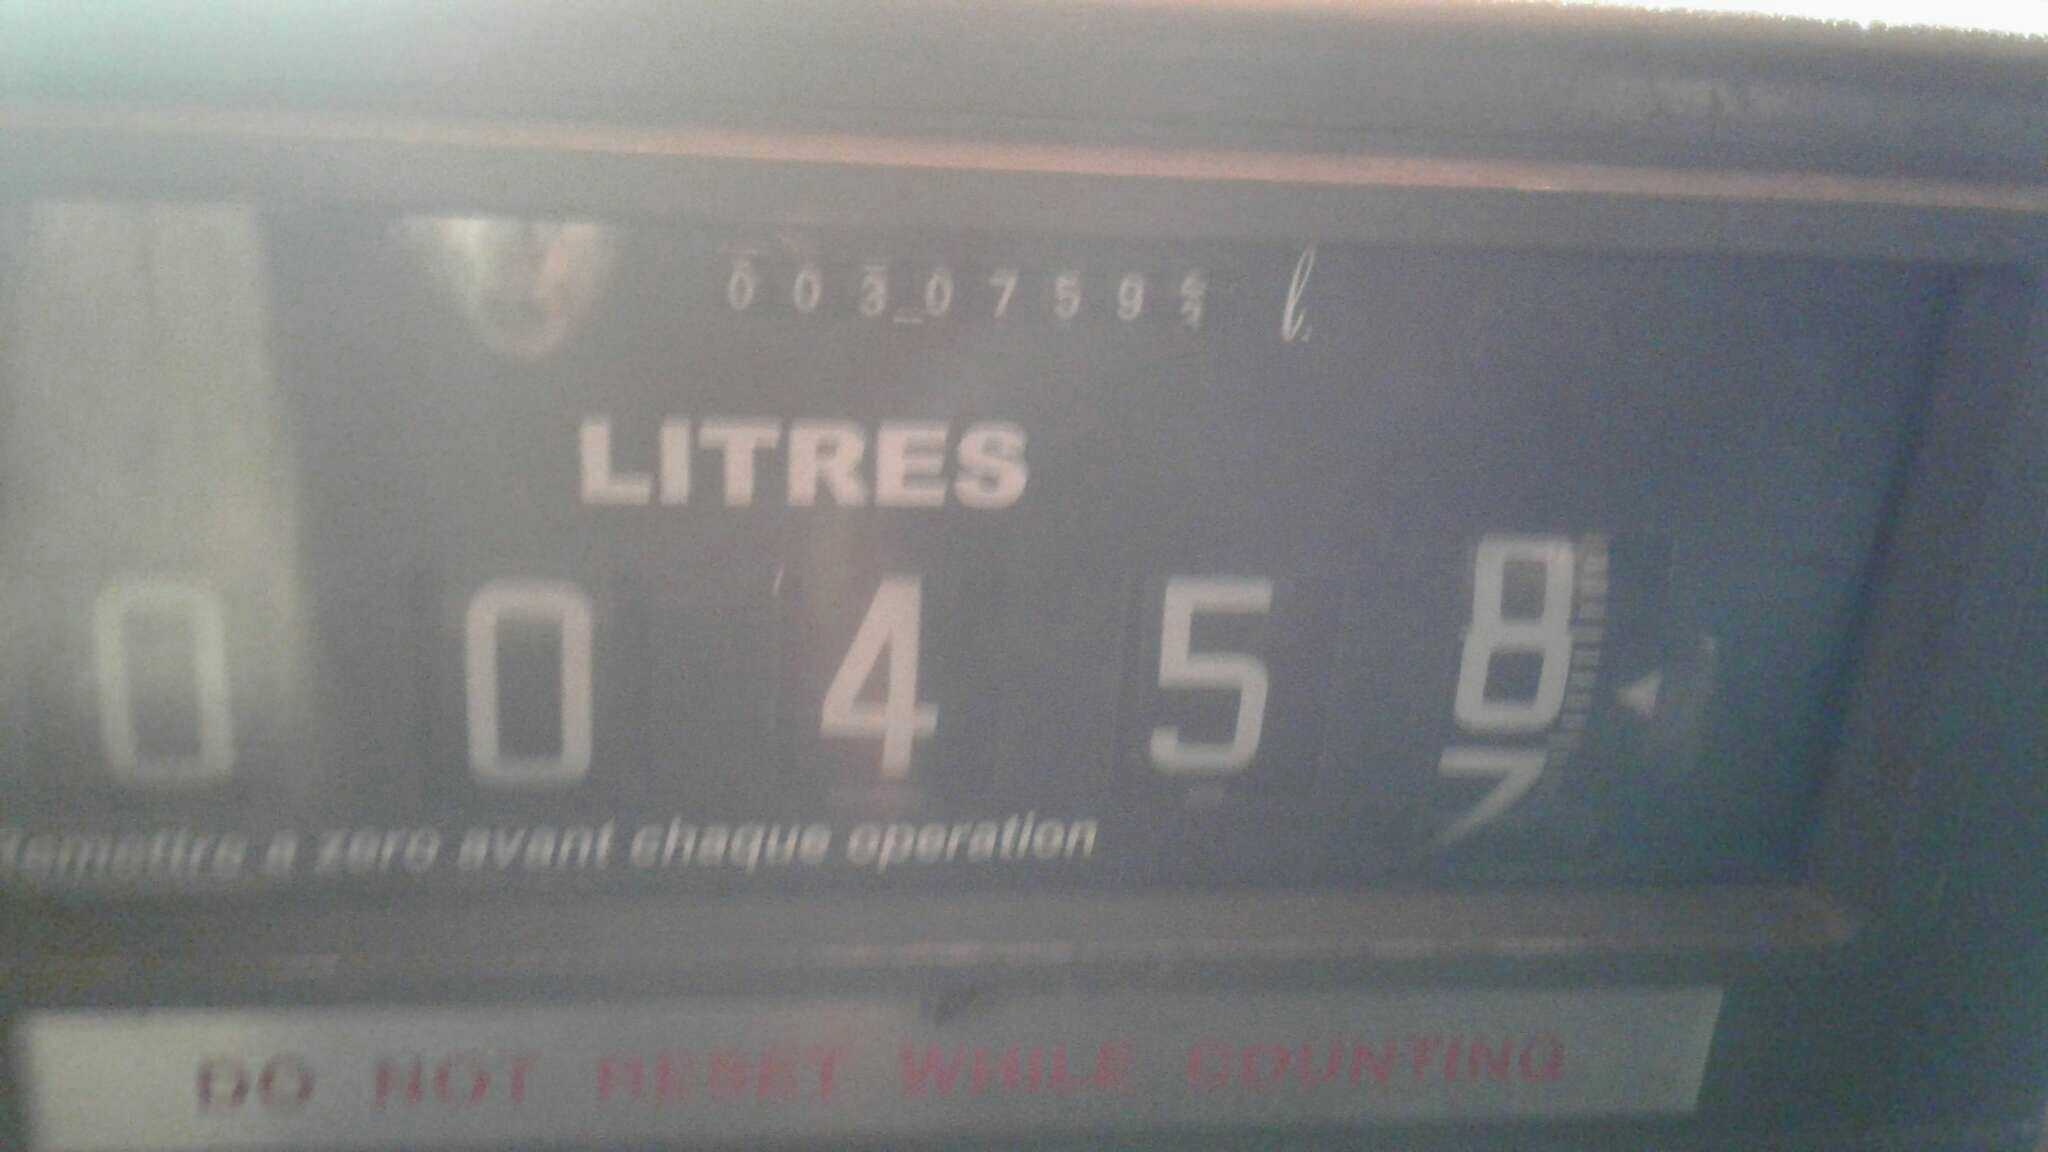 0 0 3 0 7 5 9 l.
LITRES
0 0 4 5 8
7
Remettre a zero avant chaque operation
DO NOT RESET WHILE COUNTING